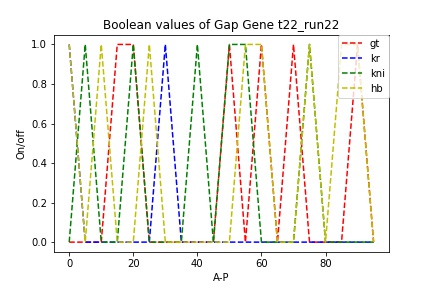 Boolean values of Gap Gene t22_run22
gt
kr
kni
hb
1.0
0.8
0.6
0.4
0.2
0.0
On/off
0 20 40 60 80
A-P